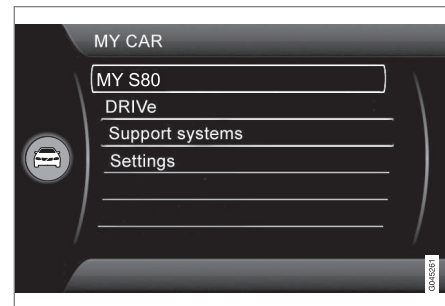 MY CAR
MY S80
DRIVe
Support systems
Settings
G045261